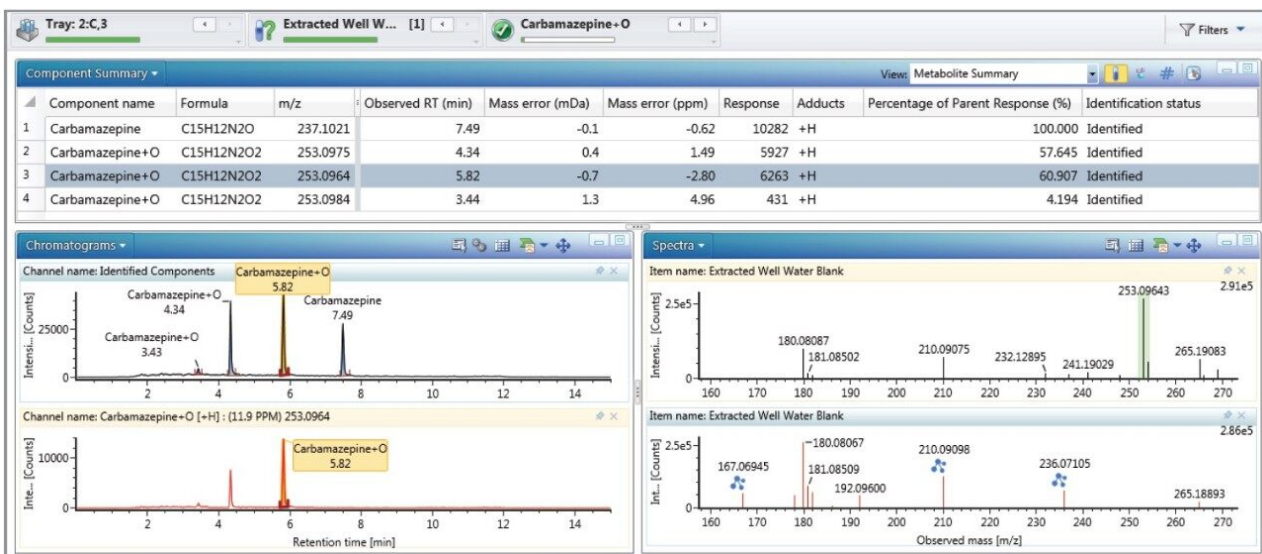 Tray: 2:C,3
Extracted Well W... [1]
Carbamazepine+O
Filters
Component Summary
View: Metabolite Summary
Component name Formula m/z Observed RT (min) Mass error (mDa) Mass error (ppm) Response Adducts Percentage of Parent Response (%) Identification status
1 Carbamazepine C15H12N2O 237.1021 7.49 -0.1 -0.62 10282 +H 100.000 Identified
2 Carbamazepine+O C15H12N2O2 253.0975 4.34 0.4 1.49 5927 +H 57.645 Identified
3 Carbamazepine+O C15H12N2O2 253.0964 5.82 -0.7 -2.80 6263 +H 60.907 Identified
4 Carbamazepine+O C15H12N2O2 253.0984 3.44 1.3 4.96 431 +H 4.194 Identified
Chromatograms
Channel name: Identified Components
Carbamazepine+O
5.82
Carbamazepine+O
4.34
Carbamazepine
7.49
Carbamazepine+O
3.43
Intensi... [Counts]
25000
0
2 4 6 8 10 12 14
Channel name: Carbamazepine+O [+H] : (11.9 PPM) 253.0964
Carbamazepine+O
5.82
Inte... [Counts]
10000
0
2 4 6 8 10 12 14
Retention time [min]
Spectra
Item name: Extracted Well Water Blank
2.91e5
253.09643
Intensi... [Counts]
2.5e5
0
180.08087
181.08502
210.09075
232.12895
241.19029
265.19083
160 170 180 190 200 210 220 230 240 250 260 270
Item name: Extracted Well Water Blank
2.86e5
Int... [Counts]
2.5e5
0
167.06945
180.08067
181.08509
192.09600
210.09098
236.07105
265.18893
160 170 180 190 200 210 220 230 240 250 260 270
Observed mass [m/z]